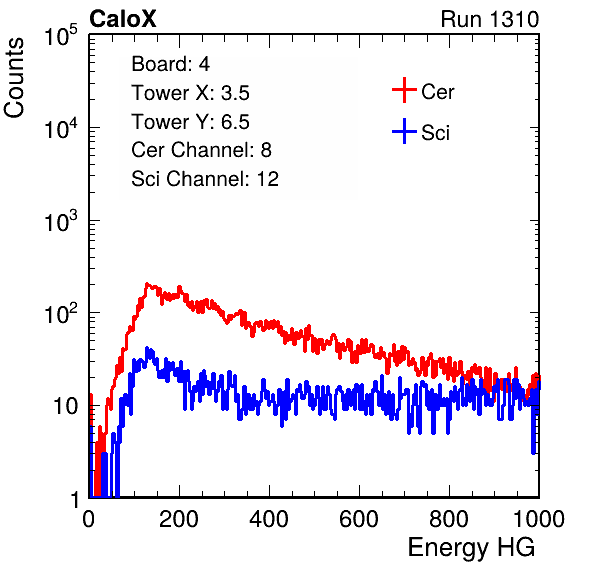 CaloX Run 1310
Counts
10^5
10^4
10^3
10^2
10
1
Board: 4
Tower X: 3.5
Tower Y: 6.5
Cer Channel: 8
Sci Channel: 12
Cer
Sci
0 200 400 600 800 1000
Energy HG